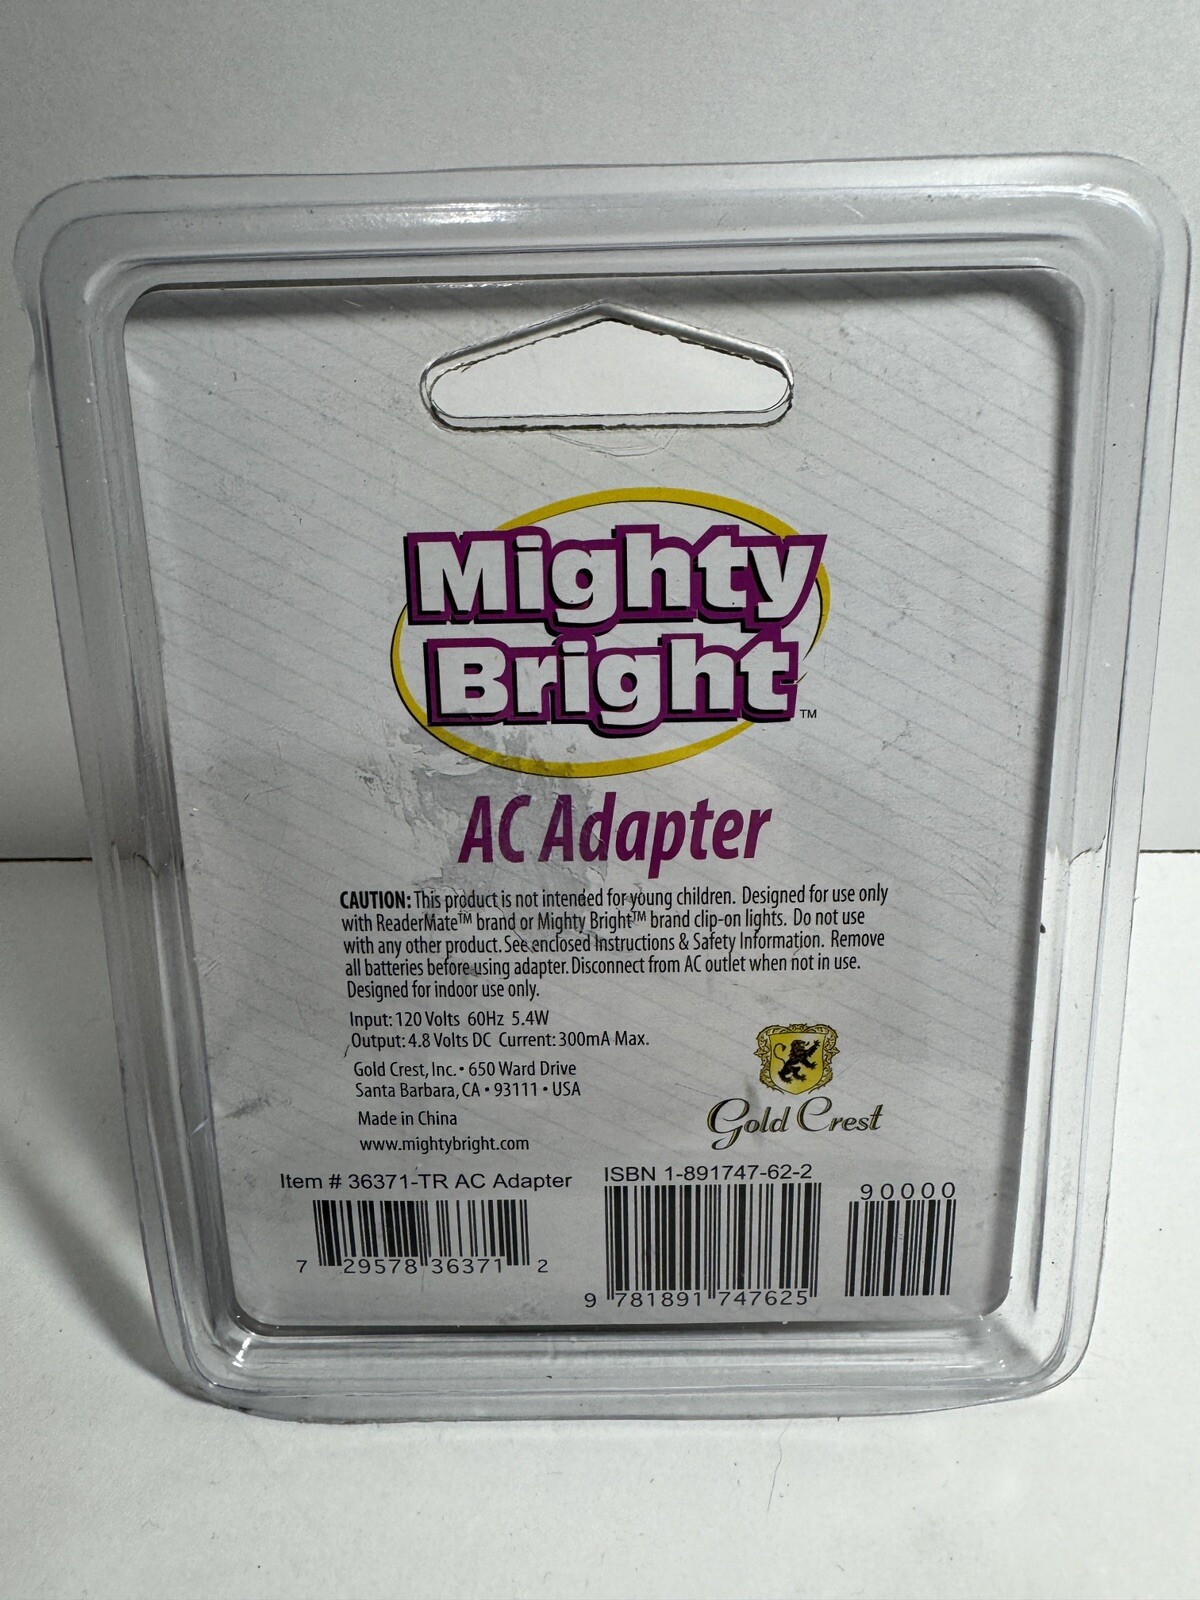 Mighty
Bright™
AC Adapter
CAUTION: This product is not intended for young children. Designed for use only
with ReaderMate™ brand or Mighty Bright™ brand clip-on lights. Do not use
with any other product. See enclosed Instructions & Safety Information. Remove
all batteries before using adapter. Disconnect from AC outlet when not in use.
Designed for indoor use only.
Input: 120 Volts 60Hz 5.4W
Output: 4.8 Volts DC Current: 300mA Max.
Gold Crest, Inc. • 650 Ward Drive
Santa Barbara, CA • 93111 • USA
Made in China
www.mightybright.com
Gold Crest
Item # 36371-TR AC Adapter
7 29578 36371 2
ISBN 1-891747-62-2
90000
9 781891 747625